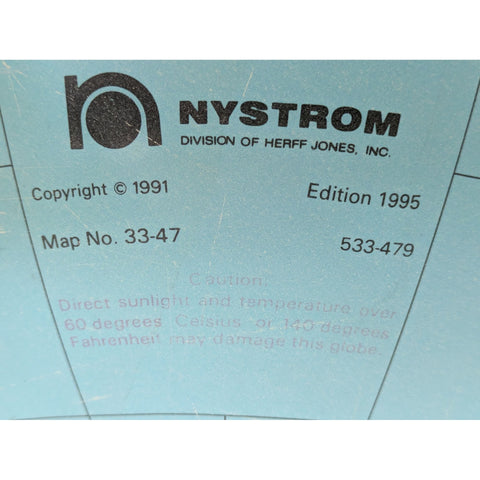 NYSTROM
DIVISION OF HERFF JONES, INC.
Copyright © 1991 Edition 1995
Map No. 33-47 533-479
Caution:
Direct sunlight and temperature over
60 degrees Celsius or 140 degrees
Fahrenheit may damage this globe.